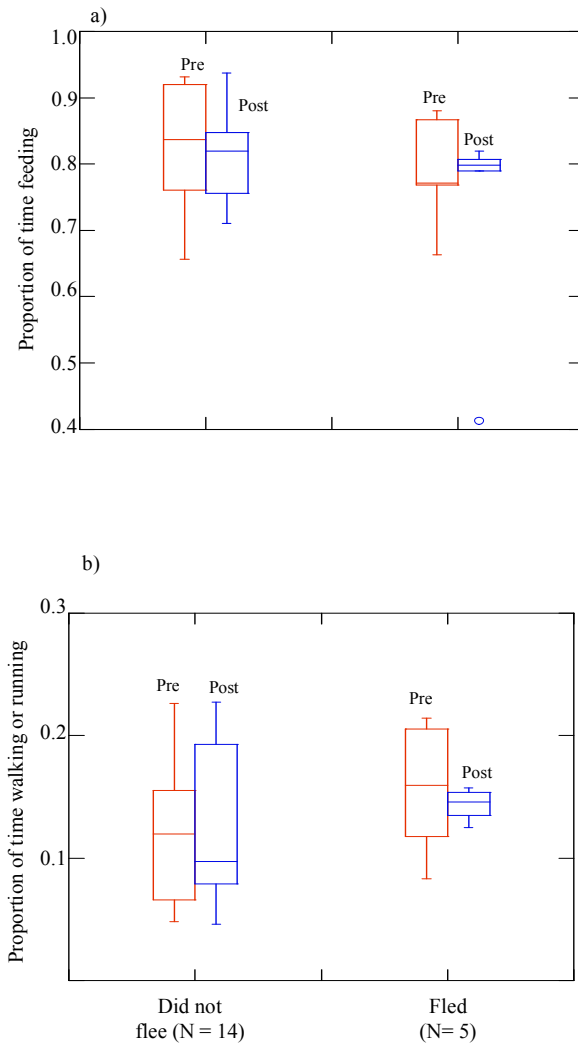 a)
1.0
0.9
0.8
0.7
0.6
0.5
0.4
Proportion of time feeding
Pre
Post
Pre
Post
b)
0.3
0.2
0.1
Proportion of time walking or running
Pre
Post
Pre
Post
Did not
flee (N = 14)
Fled
(N= 5)